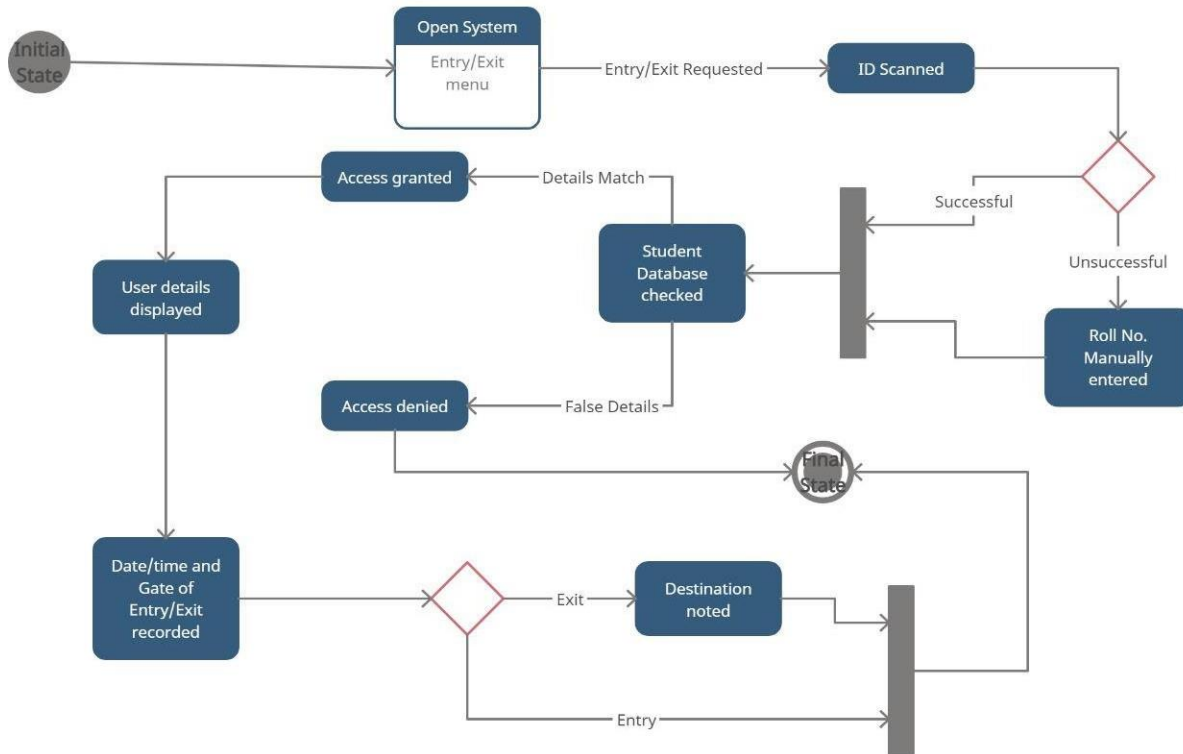 Initial
State
Open System
Entry/Exit
menu
Entry/Exit Requested
ID Scanned
Successful
Unsuccessful
Roll No.
Manually
entered
Student
Database
checked
Details Match
Access granted
User details
displayed
False Details
Access denied
Final
State
Date/time and
Gate of
Entry/Exit
recorded
Exit
Destination
noted
Entry